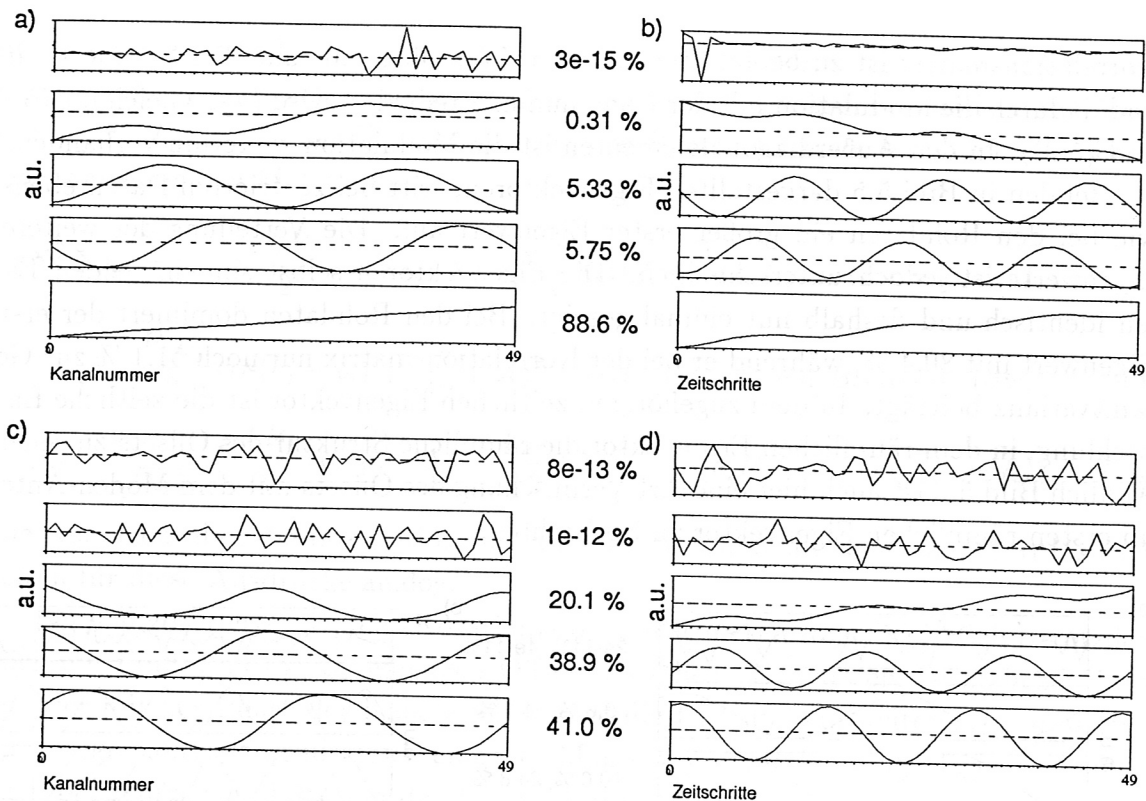 a)
b)
3e-15 %
0.31 %
5.33 %
5.75 %
88.6 %
a.u.
a.u.
0
49
0
49
Kanalnummer
Zeitschritte
c)
d)
8e-13 %
1e-12 %
20.1 %
38.9 %
41.0 %
a.u.
a.u.
0
49
0
49
Kanalnummer
Zeitschritte